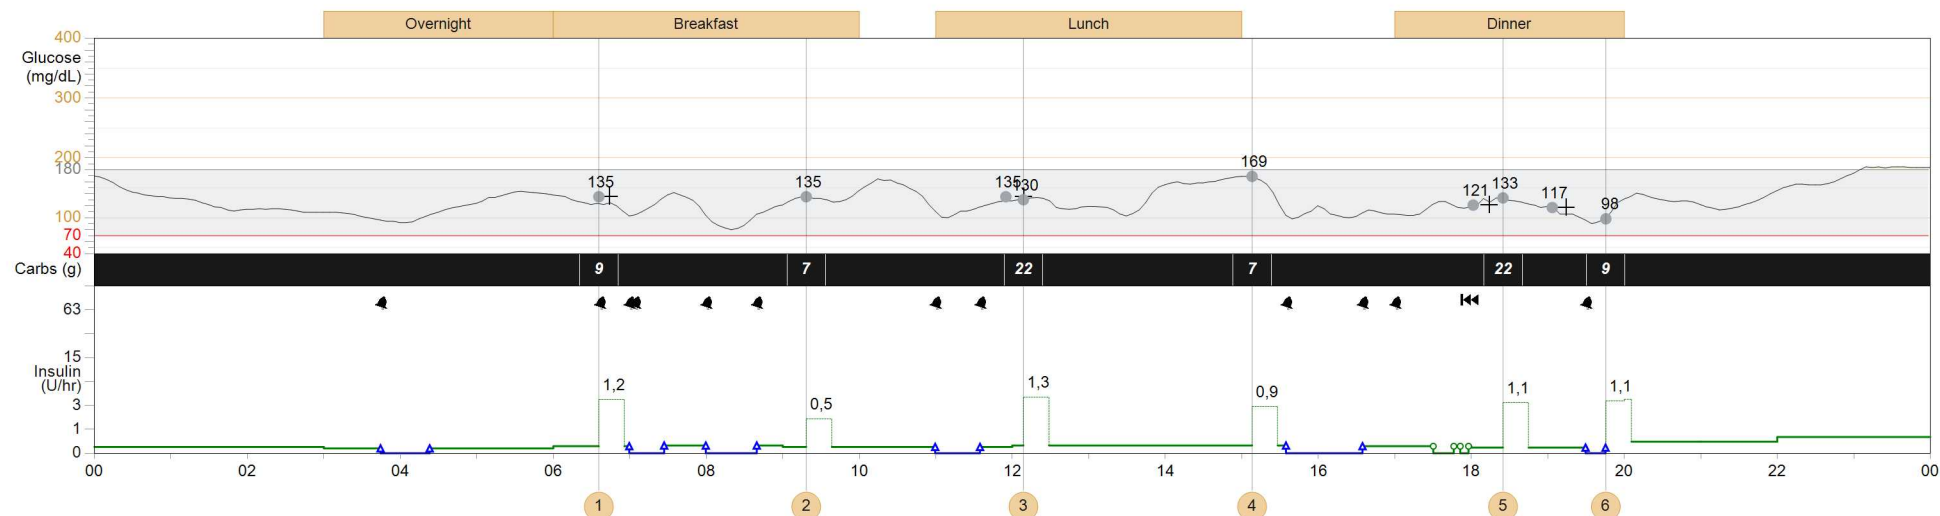 Overnight Breakfast Lunch Dinner
400
Glucose
(mg/dL)
300
200
180
100
70
40
135 135 135 130 169 121 133 117 98
Carbs (g) 9 7 22 7 22 9
63
15
Insulin
(U/hr)
3
1
0
1,2 0,5 1,3 0,9 1,1 1,1
00 02 04 06 08 10 12 14 16 18 20 22 00
1 2 3 4 5 6